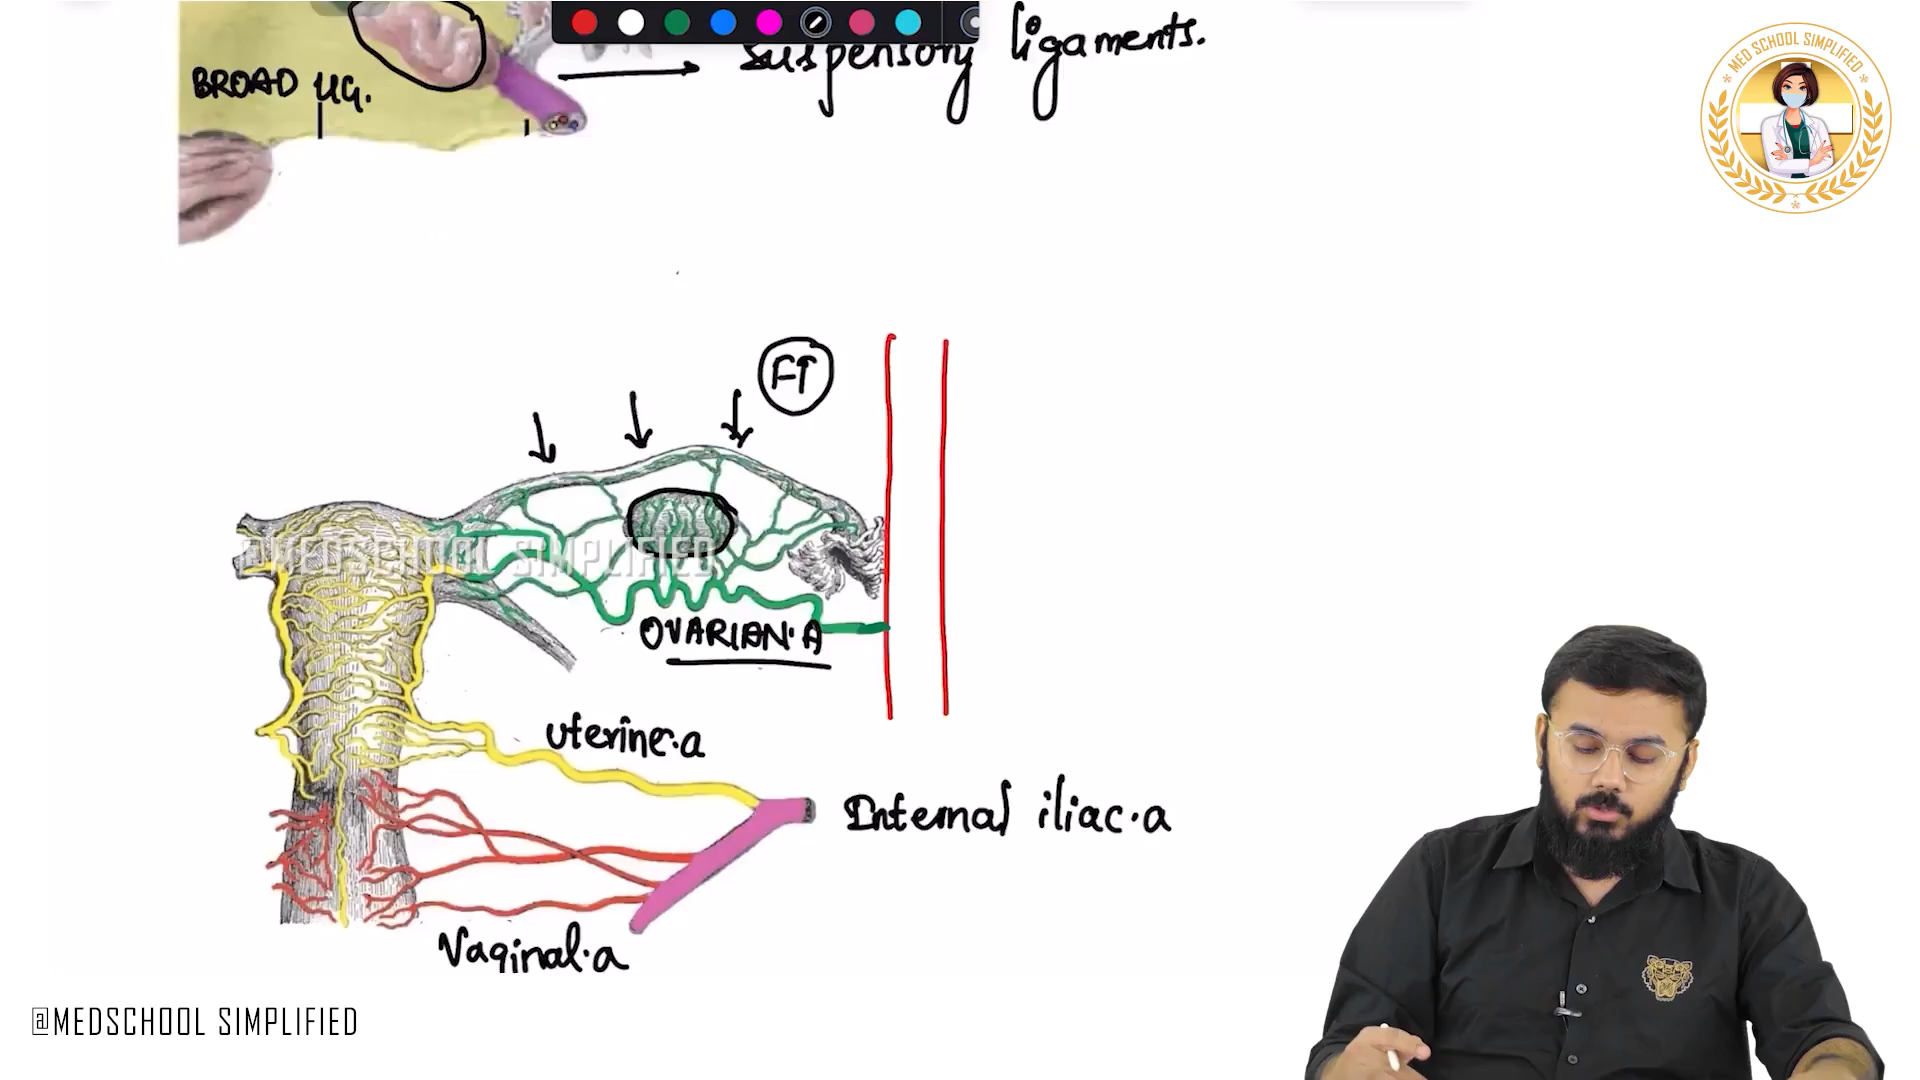 suspensory ligaments.
BROAD LIG.
MED SCHOOL SIMPLIFIED
FT
@MEDSCHOOL SIMPLIFIED
OVARIAN.A
uterine.a
Internal iliac.a
Vaginal.a
@MEDSCHOOL SIMPLIFIED